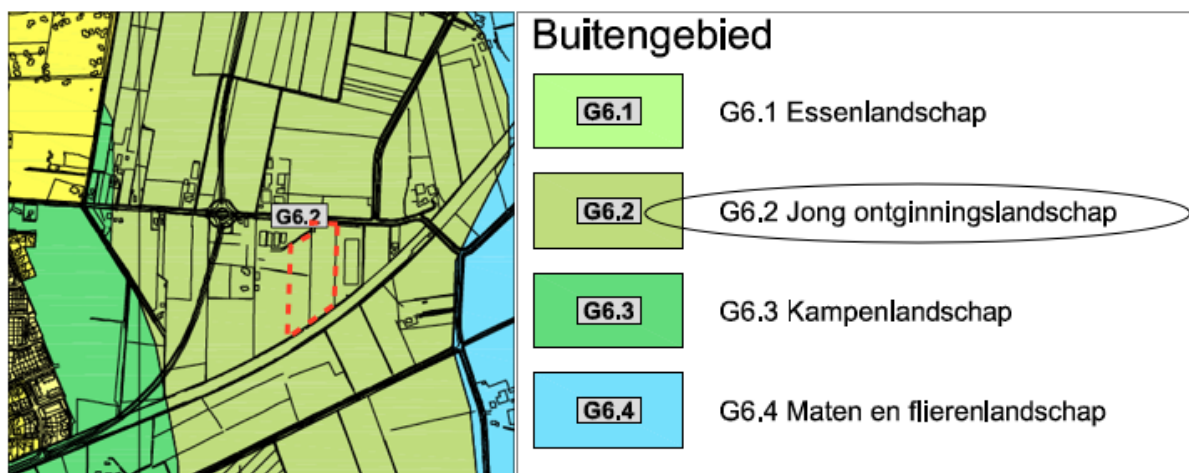 G6.2
Buitengebied
G6.1 G6.1 Essenlandschap
G6.2 G6.2 Jong ontginningslandschap
G6.3 G6.3 Kampenlandschap
G6.4 G6.4 Maten en flierenlandschap